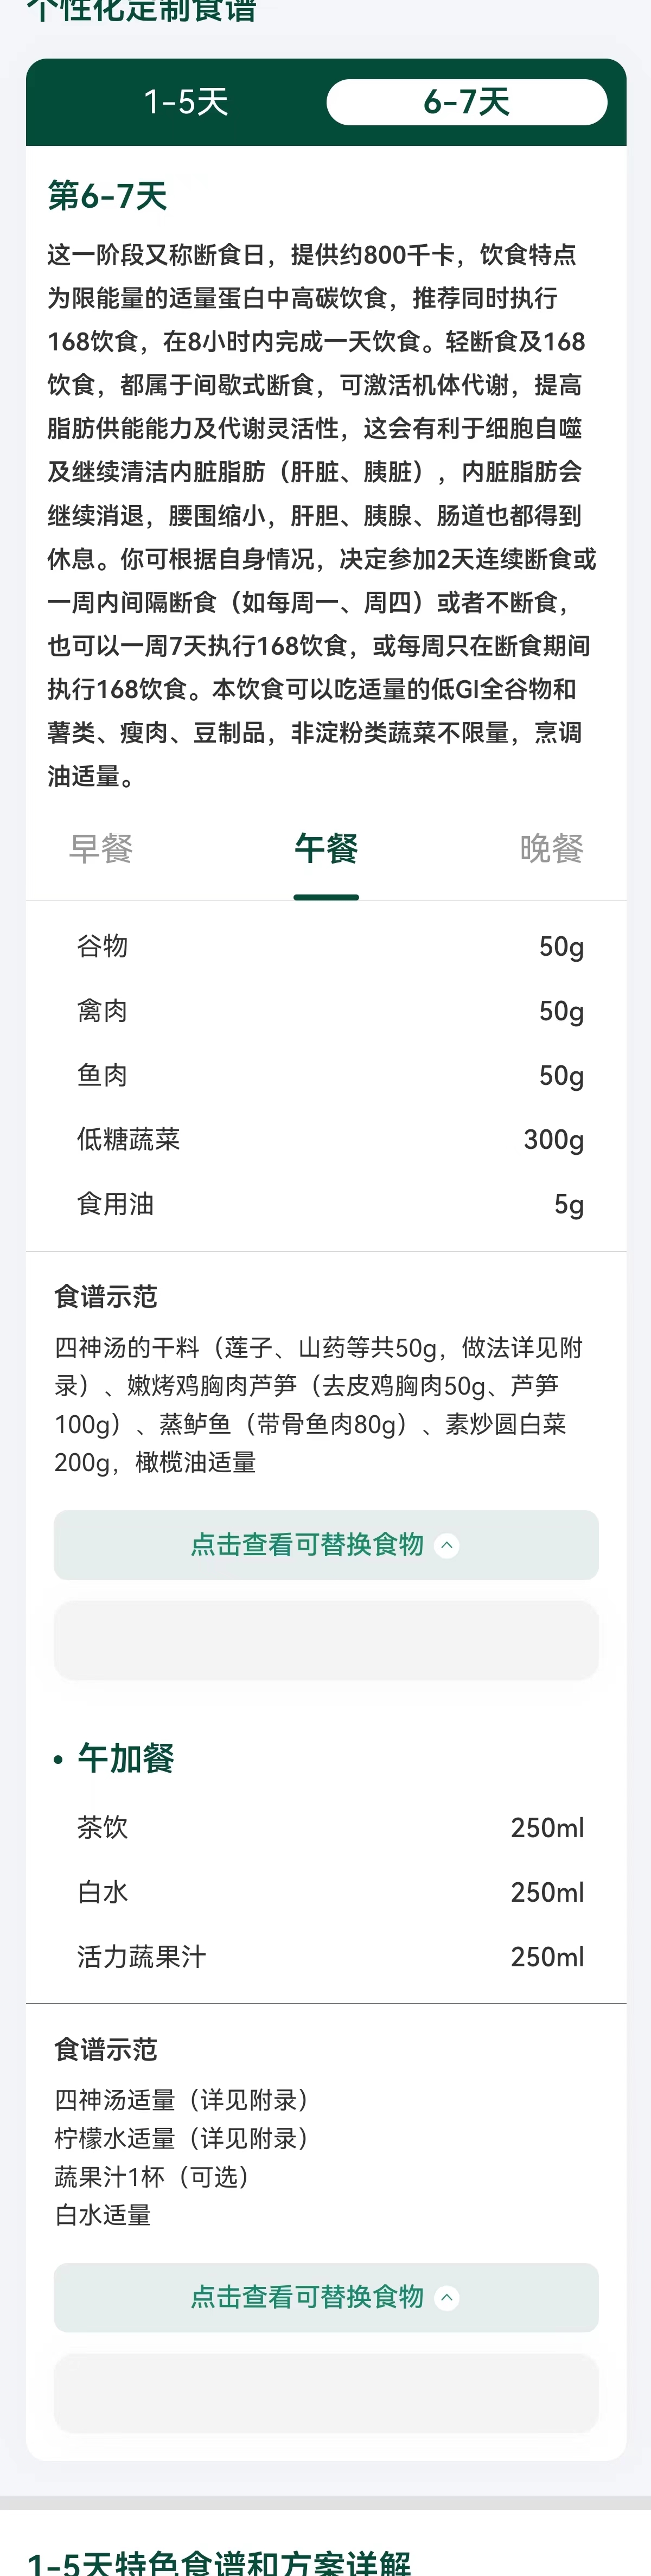 个性化定制食谱
1-5天
6-7天
第6-7天
这一阶段又称断食日，提供约800千卡，饮食特点
为限能量的适量蛋白中高碳饮食，推荐同时执行
168饮食，在8小时内完成一天饮食。轻断食及168
饮食，都属于间歇式断食，可激活机体代谢，提高
脂肪供能能力及代谢灵活性，这会有利于细胞自噬
及继续清洁内脏脂肪（肝脏、胰脏），内脏脂肪会
继续消退，腰围缩小，肝胆、胰腺、肠道也都得到
休息。你可根据自身情况，决定参加2天连续断食或
一周内间隔断食（如每周一、周四）或者不断食，
也可以一周7天执行168饮食，或每周只在断食期间
执行168饮食。本饮食可以吃适量的低GI全谷物和
薯类、瘦肉、豆制品，非淀粉类蔬菜不限量，烹调
油适量。
早餐
午餐
晚餐
谷物 50g
禽肉 50g
鱼肉 50g
低糖蔬菜 300g
食用油 5g
食谱示范
四神汤的干料（莲子、山药等共50g，做法详见附
录）、嫩烤鸡胸肉芦笋（去皮鸡胸肉50g、芦笋
100g）、蒸鲈鱼（带骨鱼肉80g）、素炒圆白菜
200g，橄榄油适量
点击查看可替换食物
• 午加餐
茶饮 250ml
白水 250ml
活力蔬果汁 250ml
食谱示范
四神汤适量（详见附录）
柠檬水适量（详见附录）
蔬果汁1杯（可选）
白水适量
点击查看可替换食物
1-5天特色食谱和方案详解